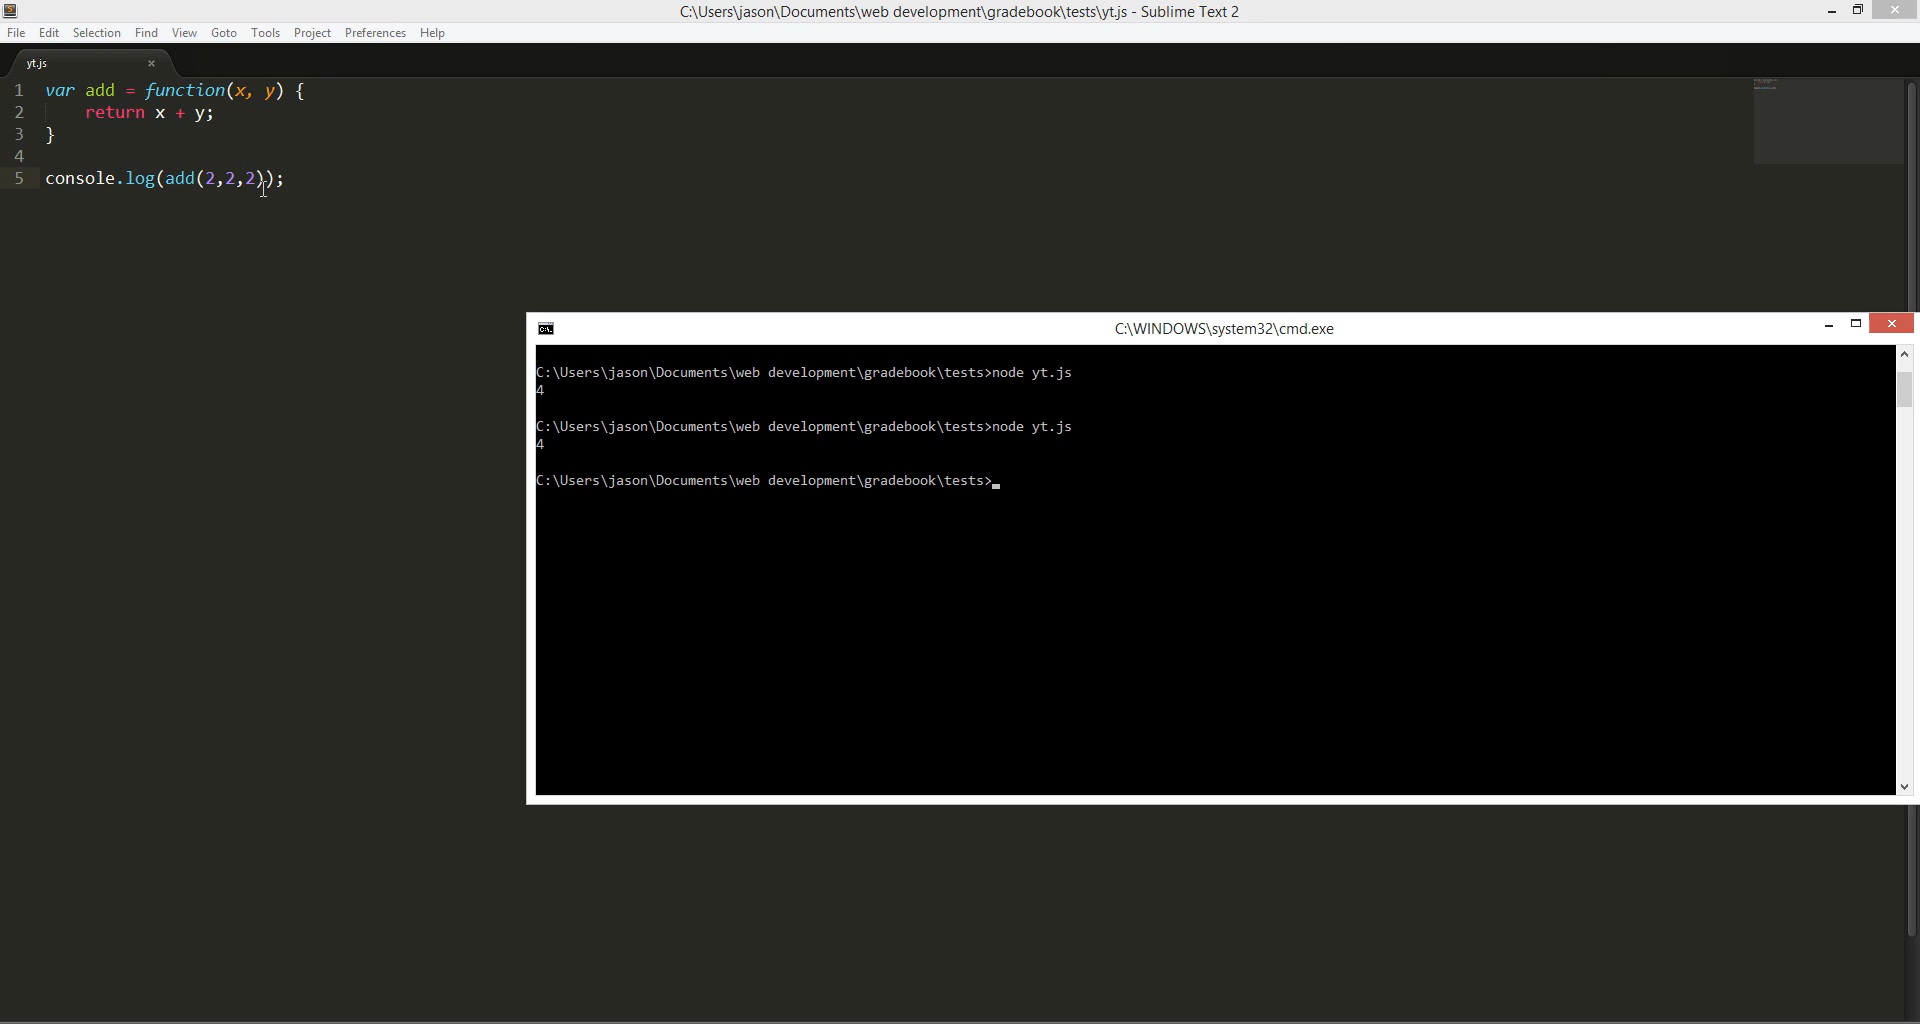 C:\Users\jason\Documents\web development\gradebook\tests\yt.js - Sublime Text 2
File Edit Selection Find View Goto Tools Project Preferences Help
yt.js
1 var add = function(x, y) {
2     return x + y;
3 }
4
5 console.log(add(2,2,2));
C:\WINDOWS\system32\cmd.exe
C:\Users\jason\Documents\web development\gradebook\tests>node yt.js
4
C:\Users\jason\Documents\web development\gradebook\tests>node yt.js
4
C:\Users\jason\Documents\web development\gradebook\tests>